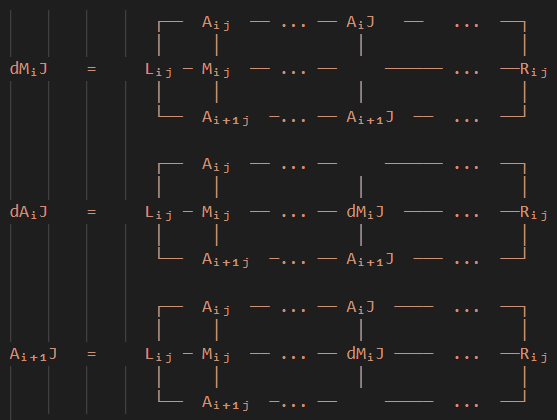 ┌── Aᵢⱼ ── ... ── AᵢJ ── ... ──┐
│ │ │ │
dMᵢJ = Lᵢⱼ ─ Mᵢⱼ ── ... ── ────── ... ──Rᵢⱼ
│ │ │ │
└── Aᵢ₊₁ⱼ ─... ── Aᵢ₊₁J ── ... ──┘
┌── Aᵢⱼ ── ... ── ────── ... ──┐
│ │ │ │
dAᵢJ = Lᵢⱼ ─ Mᵢⱼ ── ... ── dMᵢJ ──── ... ──Rᵢⱼ
│ │ │ │
└── Aᵢ₊₁ⱼ ─... ── Aᵢ₊₁J ── ... ──┘
┌── Aᵢⱼ ── ... ── AᵢJ ──── ... ──┐
│ │ │ │
Aᵢ₊₁J = Lᵢⱼ ─ Mᵢⱼ ── ... ── dMᵢJ ──── ... ──Rᵢⱼ
│ │ │ │
└── Aᵢ₊₁ⱼ ─... ── ────── ... ──┘